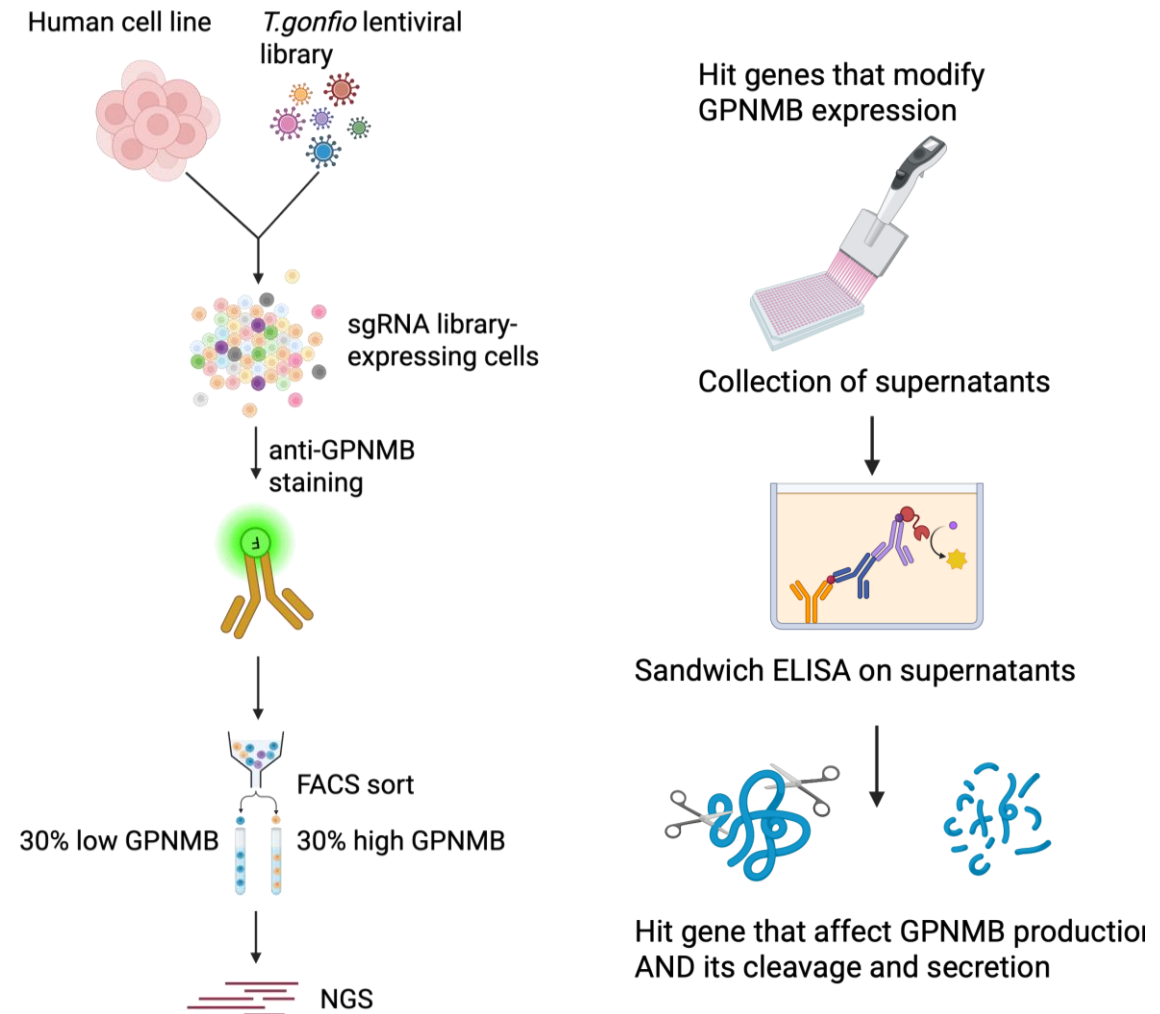 Human cell line
T.gonfio lentiviral
library
sgRNA library-
expressing cells
anti-GPNMB
staining
F
FACS sort
30% low GPNMB
30% high GPNMB
NGS
Hit genes that modify
GPNMB expression
Collection of supernatants
Sandwich ELISA on supernatants
Hit gene that affect GPNMB production
AND its cleavage and secretion